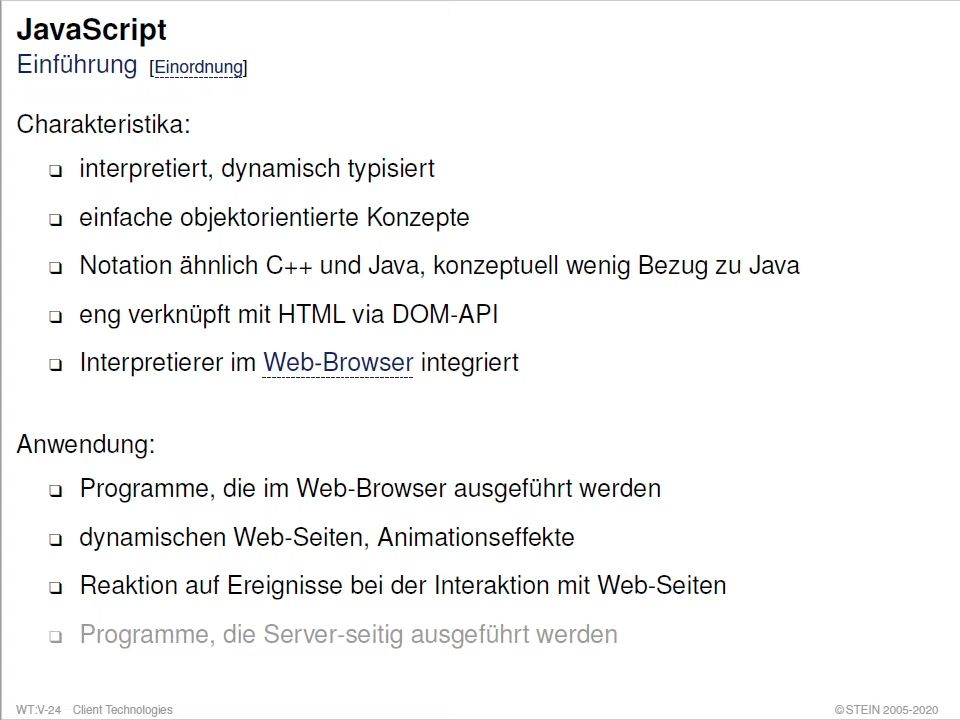 JavaScript
Einführung [Einordnung]
Charakteristika:
❏ interpretiert, dynamisch typisiert
❏ einfache objektorientierte Konzepte
❏ Notation ähnlich C++ und Java, konzeptuell wenig Bezug zu Java
❏ eng verknüpft mit HTML via DOM-API
❏ Interpretierer im Web-Browser integriert
Anwendung:
❏ Programme, die im Web-Browser ausgeführt werden
❏ dynamischen Web-Seiten, Animationseffekte
❏ Reaktion auf Ereignisse bei der Interaktion mit Web-Seiten
❏ Programme, die Server-seitig ausgeführt werden
WT:V-24 Client Technologies ©STEIN 2005-2020